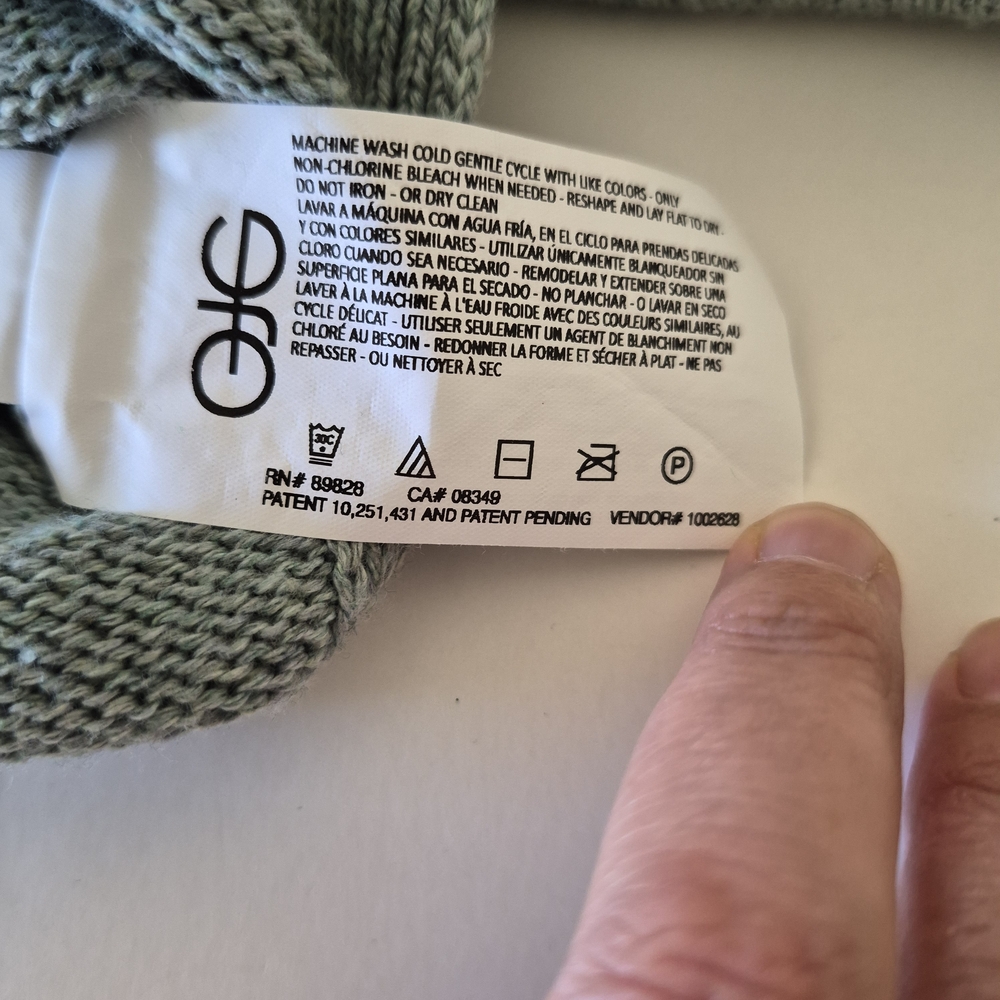 MACHINE WASH COLD GENTLE CYCLE WITH LIKE COLORS - ONLY
NON-CHLORINE BLEACH WHEN NEEDED - RESHAPE AND LAY FLAT TO DRY -
DO NOT IRON - OR DRY CLEAN
LAVAR A MÁQUINA CON AGUA FRÍA, EN EL CICLO PARA PRENDAS DELICADAS
Y CON COLORES SIMILARES - UTILIZAR ÚNICAMENTE BLANQUEADOR SIN
CLORO CUANDO SEA NECESARIO - REMODELAR Y EXTENDER SOBRE UNA
SUPERFICIE PLANA PARA EL SECADO - NO PLANCHAR - O LAVAR EN SECO
LAVER À LA MACHINE À L'EAU FROIDE AVEC DES COULEURS SIMILAIRES, AU
CYCLE DÉLICAT - UTILISER SEULEMENT UN AGENT DE BLANCHIMENT NON
CHLORÉ AU BESOIN - REDONNER LA FORME ET SÉCHER À PLAT - NE PAS
REPASSER - OU NETTOYER À SEC
30C
P
RN# 89828 CA# 08349
PATENT 10,251,431 AND PATENT PENDING VENDOR# 1002628